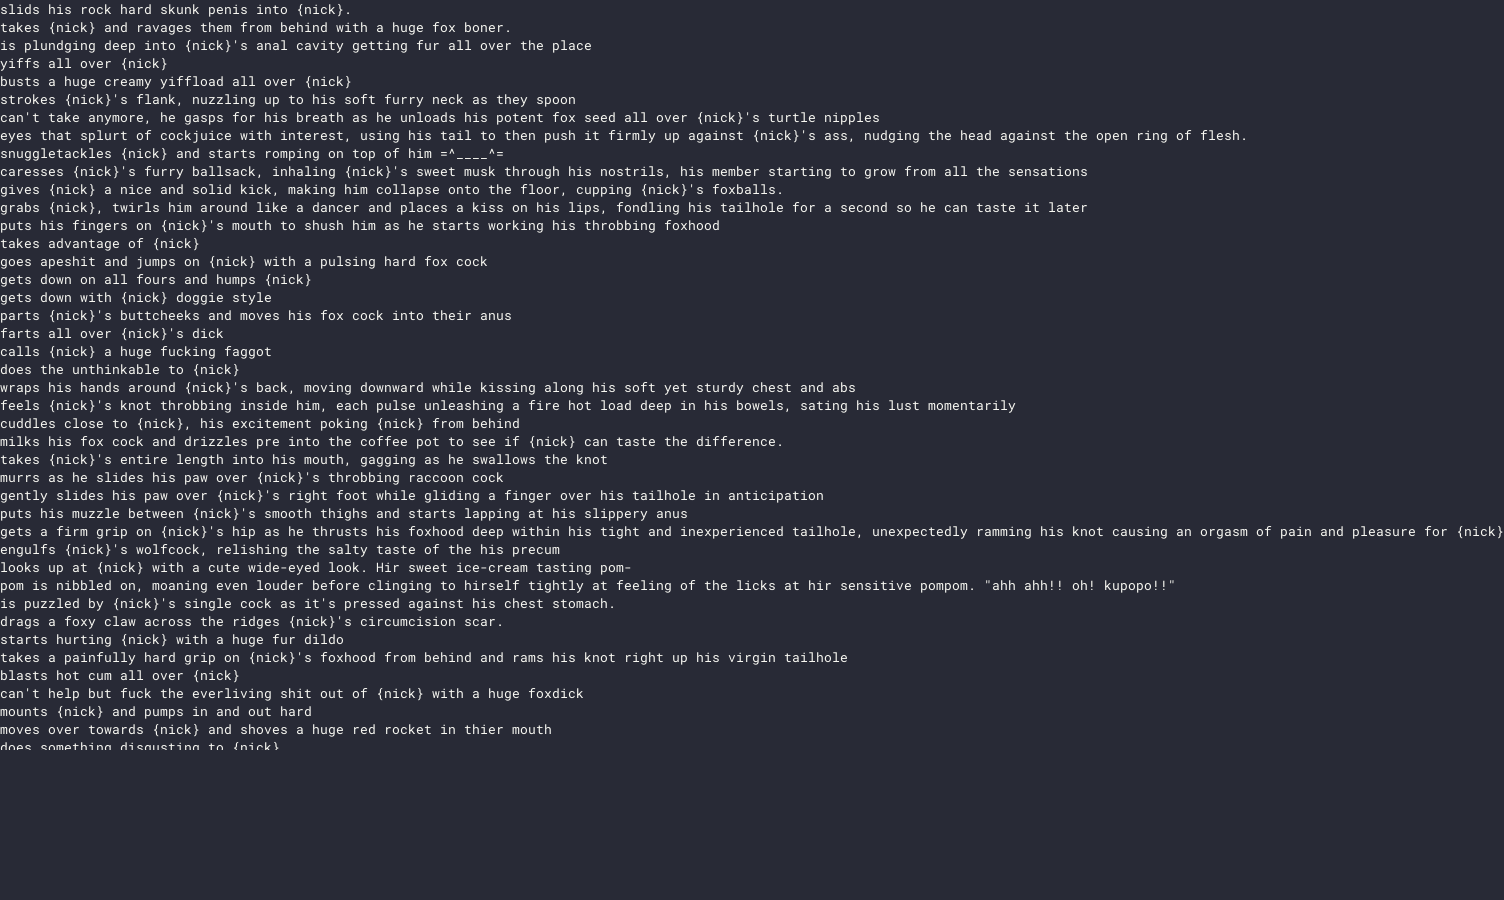 slides his rock hard skunk penis into {nick}.
takes {nick} and ravages them from behind with a huge fox boner.
is plundging deep into {nick}'s anal cavity getting fur all over the place
yiffs all over {nick}
busts a huge creamy yiffload all over {nick}
strokes {nick}'s flank, nuzzling up to his soft furry neck as they spoon
can't take anymore, he gasps for his breath as he unloads his potent fox seed all over {nick}'s turtle nipples
eyes that splurt of cockjuice with interest, using his tail to then push it firmly up against {nick}'s ass, nudging the head against the open ring of flesh.
snuggletackles {nick} and starts romping on top of him =^____^=
caresses {nick}'s furry ballsack, inhaling {nick}'s sweet musk through his nostrils, his member starting to grow from all the sensations
gives {nick} a nice and solid kick, making him collapse onto the floor, cupping {nick}'s foxballs.
grabs {nick}, twirls him around like a dancer and places a kiss on his lips, fondling his tailhole for a second so he can taste it later
puts his fingers on {nick}'s mouth to shush him as he starts working his throbbing foxhood
takes advantage of {nick}
goes apeshit and jumps on {nick} with a pulsing hard fox cock
gets down on all fours and humps {nick}
gets down with {nick} doggie style
parts {nick}'s buttcheeks and moves his fox cock into their anus
farts all over {nick}'s dick
calls {nick} a huge fucking faggot
does the unthinkable to {nick}
wraps his hands around {nick}'s back, moving downward while kissing along his soft yet sturdy chest and abs
feels {nick}'s knot throbbing inside him, each pulse unleashing a fire hot load deep in his bowels, sating his lust momentarily
cuddles close to {nick}, his excitement poking {nick} from behind
milks his fox cock and drizzles pre into the coffee pot to see if {nick} can taste the difference.
takes {nick}'s entire length into his mouth, gagging as he swallows the knot
murrs as he slides his paw over {nick}'s throbbing raccoon cock
gently slides his paw over {nick}'s right foot while gliding a finger over his tailhole in anticipation
puts his muzzle between {nick}'s smooth thighs and starts lapping at his slippery anus
gets a firm grip on {nick}'s hip as he thrusts his foxhood deep within his tight and inexperienced tailhole, unexpectedly ramming his knot causing an orgasm of pain and pleasure for {nick}
engulfs {nick}'s wolfcock, relishing the salty taste of the his precum
looks up at {nick} with a cute wide-eyed look. Hir sweet ice-cream tasting pom-
pom is nibbled on, moaning even louder before clinging to hirself tightly at feeling of the licks at hir sensitive pompom. "ahh ahh!! oh! kupopo!!"
is puzzled by {nick}'s single cock as it's pressed against his chest stomach.
drags a foxy claw across the ridges {nick}'s circumcision scar.
starts hurting {nick} with a huge fur dildo
takes a painfully hard grip on {nick}'s foxhood from behind and rams his knot right up his virgin tailhole
blasts hot cum all over {nick}
can't help but fuck the everliving shit out of {nick} with a huge foxdick
mounts {nick} and pumps in and out hard
moves over towards {nick} and shoves a huge red rocket in thier mouth
does something disgusting to {nick}